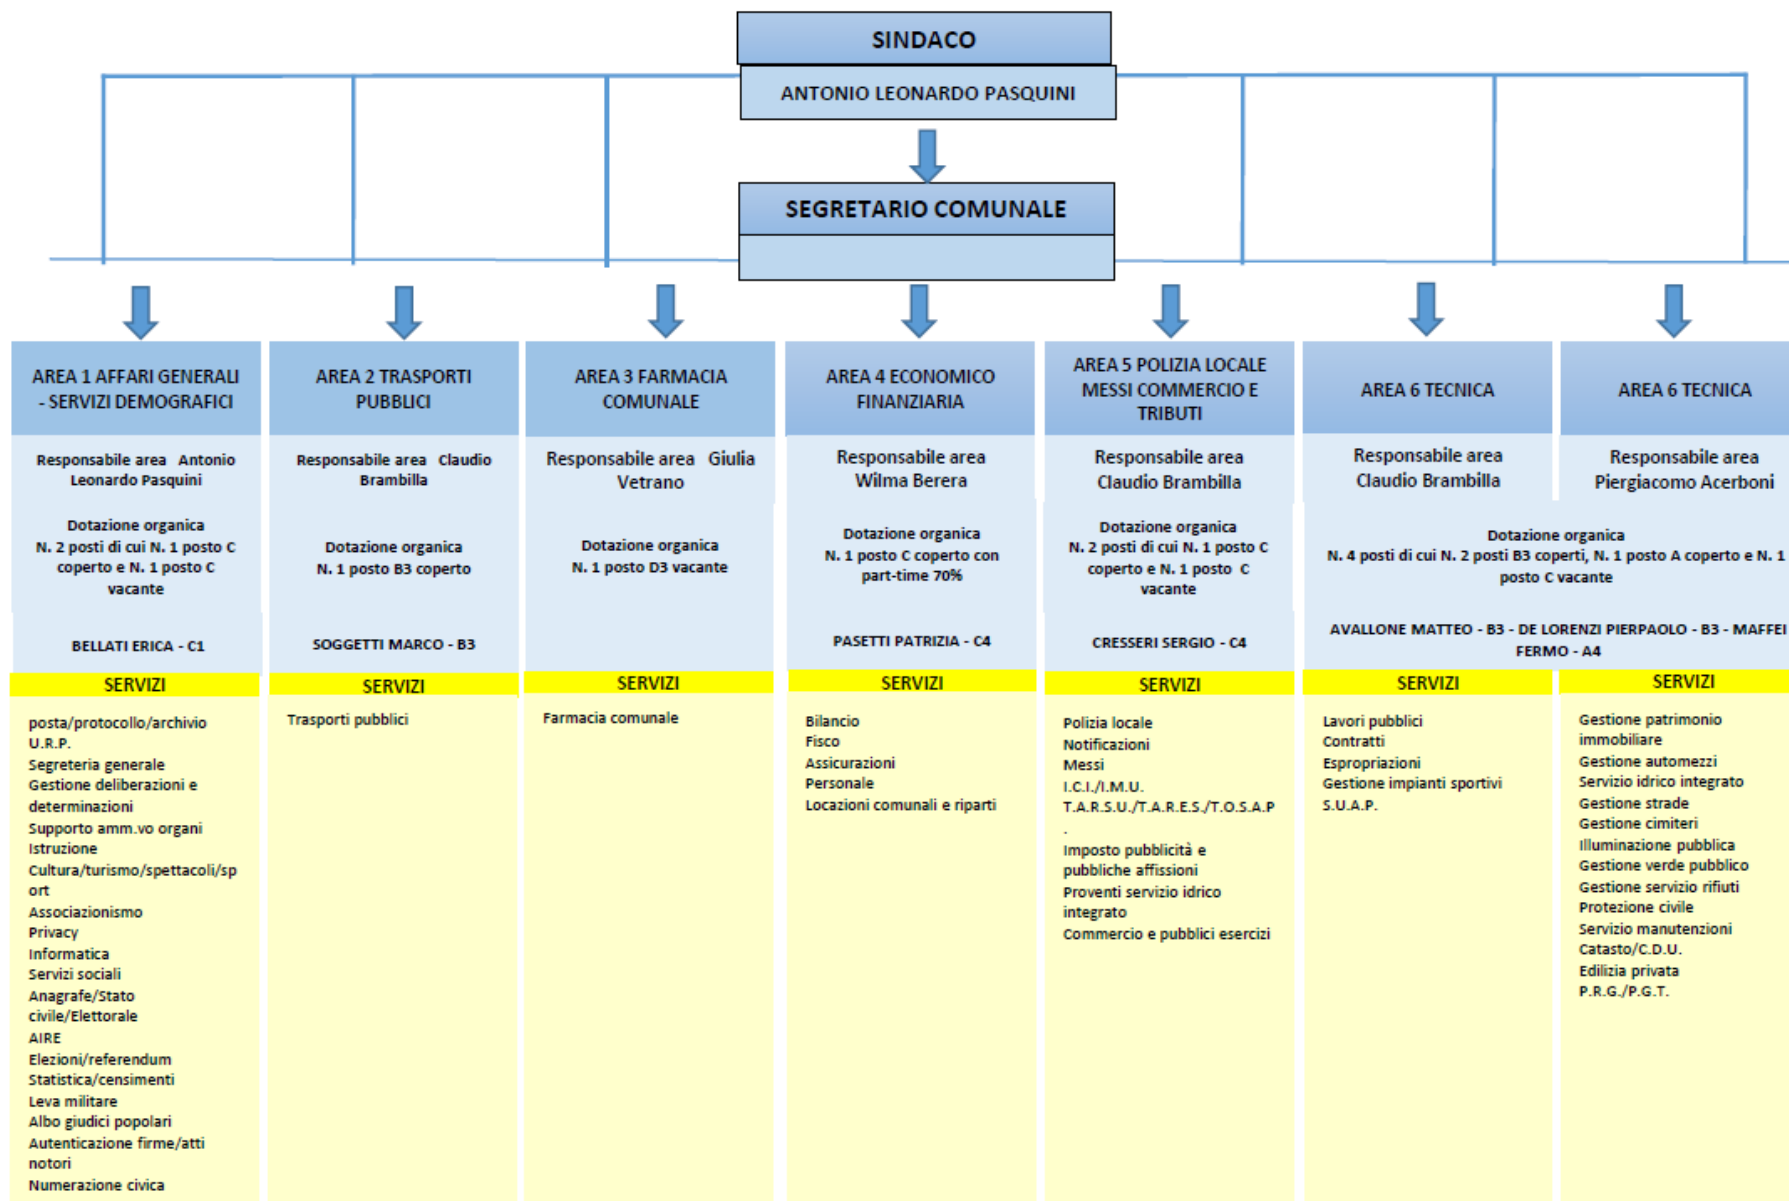 SINDACO
ANTONIO LEONARDO PASQUINI
SEGRETARIO COMUNALE
AREA 1 AFFARI GENERALI
- SERVIZI DEMOGRAFICI
Responsabile area Antonio
Leonardo Pasquini
Dotazione organica
N. 2 posti di cui N. 1 posto C
coperto e N. 1 posto C
vacante
BELLATI ERICA - C1
SERVIZI
posta/protocollo/archivio
U.R.P.
Segreteria generale
Gestione deliberazioni e
determinazioni
Supporto amm.vo organi
Istruzione
Cultura/turismo/spettacoli/sp
ort
Associazionismo
Privacy
Informatica
Servizi sociali
Anagrafe/Stato
civile/Elettorale
AIRE
Elezioni/referendum
Statistica/censimenti
Leva militare
Albo giudici popolari
Autenticazione firme/atti
notori
Numerazione civica
AREA 2 TRASPORTI
PUBBLICI
Responsabile area Claudio
Brambilla
Dotazione organica
N. 1 posto B3 coperto
SOGGETTI MARCO - B3
SERVIZI
Trasporti pubblici
AREA 3 FARMACIA
COMUNALE
Responsabile area Giulia
Vetrano
Dotazione organica
N. 1 posto D3 vacante
SERVIZI
Farmacia comunale
AREA 4 ECONOMICO
FINANZIARIA
Responsabile area
Wilma Berera
Dotazione organica
N. 1 posto C coperto con
part-time 70%
PASETTI PATRIZIA - C4
SERVIZI
Bilancio
Fisco
Assicurazioni
Personale
Locazioni comunali e riparti
AREA 5 POLIZIA LOCALE
MESSI COMMERCIO E
TRIBUTI
Responsabile area
Claudio Brambilla
Dotazione organica
N. 2 posti di cui N. 1 posto C
coperto e N. 1 posto C
vacante
CRESSERI SERGIO - C4
SERVIZI
Polizia locale
Notificazioni
Messi
I.C.I./I.M.U.
T.A.R.S.U./T.A.R.E.S./T.O.S.A.P
.
Imposto pubblicità e
pubbliche affissioni
Proventi servizio idrico
integrato
Commercio e pubblici esercizi
AREA 6 TECNICA
Responsabile area
Claudio Brambilla
AREA 6 TECNICA
Responsabile area
Piergiacomo Acerboni
Dotazione organica
N. 4 posti di cui N. 2 posti B3 coperti, N. 1 posto A coperto e N. 1
posto C vacante
AVALLONE MATTEO - B3 - DE LORENZI PIERPAOLO - B3 - MAFFEI
FERMO - A4
SERVIZI
Lavori pubblici
Contratti
Espropriazioni
Gestione impianti sportivi
S.U.A.P.
SERVIZI
Gestione patrimonio
immobiliare
Gestione automezzi
Servizio idrico integrato
Gestione strade
Gestione cimiteri
Illuminazione pubblica
Gestione verde pubblico
Gestione servizio rifiuti
Protezione civile
Servizio manutenzioni
Catasto/C.D.U.
Edilizia privata
P.R.G./P.G.T.